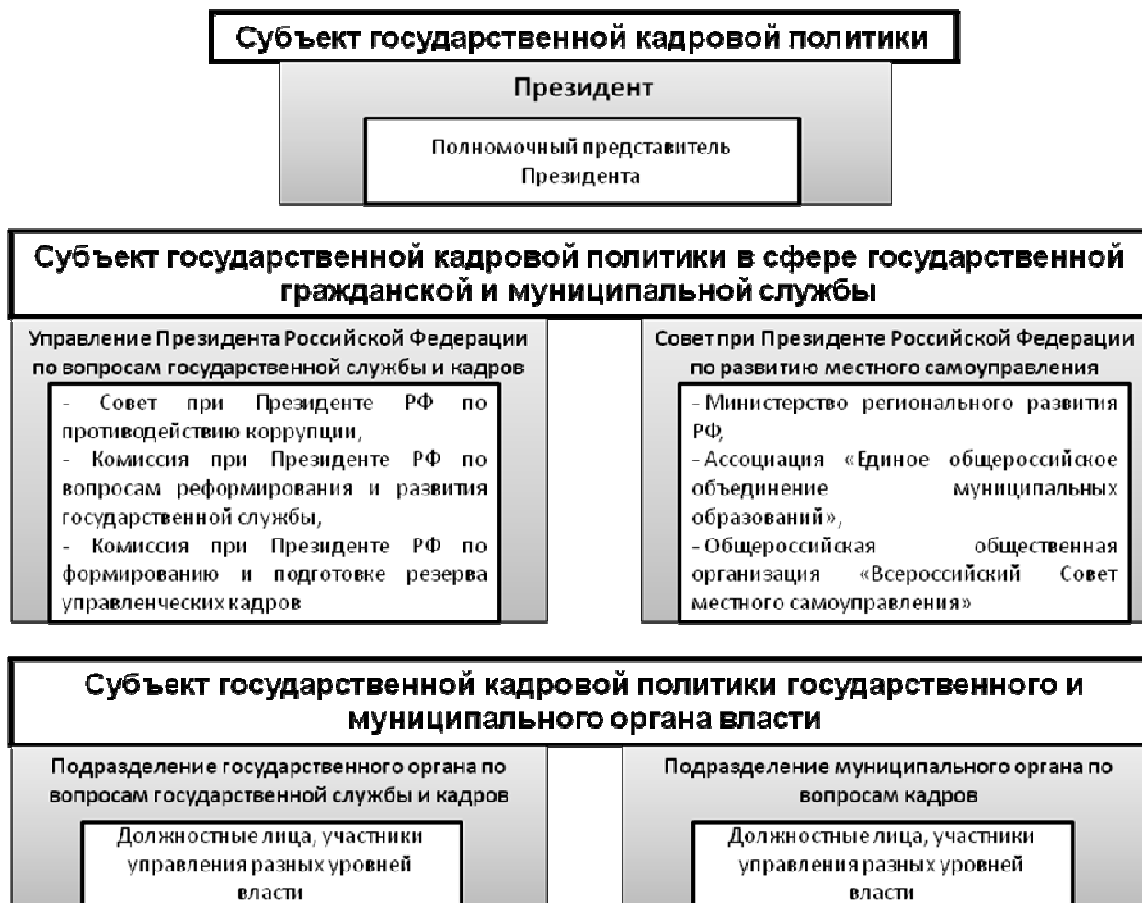 Субъект государственной кадровой политики
Президент
Полномочный представитель
Президента
Субъект государственной кадровой политики в сфере государственной
гражданской и муниципальной службы
Управление Президента Российской Федерации
по вопросам государственной службы и кадров
- Совет при Президенте РФ по
противодействию коррупции,
- Комиссия при Президенте РФ по
вопросам реформирования и развития
государственной службы,
- Комиссия при Президенте РФ по
формированию и подготовке резерва
управленческих кадров
Совет при Президенте Российской Федерации
по развитию местного самоуправления
- Министерство регионального развития
РФ,
- Ассоциация «Единое общероссийское
объединение муниципальных
образований»,
- Общероссийская общественная
организация «Всероссийский Совет
местного самоуправления»
Субъект государственной кадровой политики государственного и
муниципального органа власти
Подразделение государственного органа по
вопросам государственной службы и кадров
Должностные лица, участники
управления разных уровней
власти
Подразделение муниципального органа по
вопросам кадров
Должностные лица, участники
управления разных уровней
власти